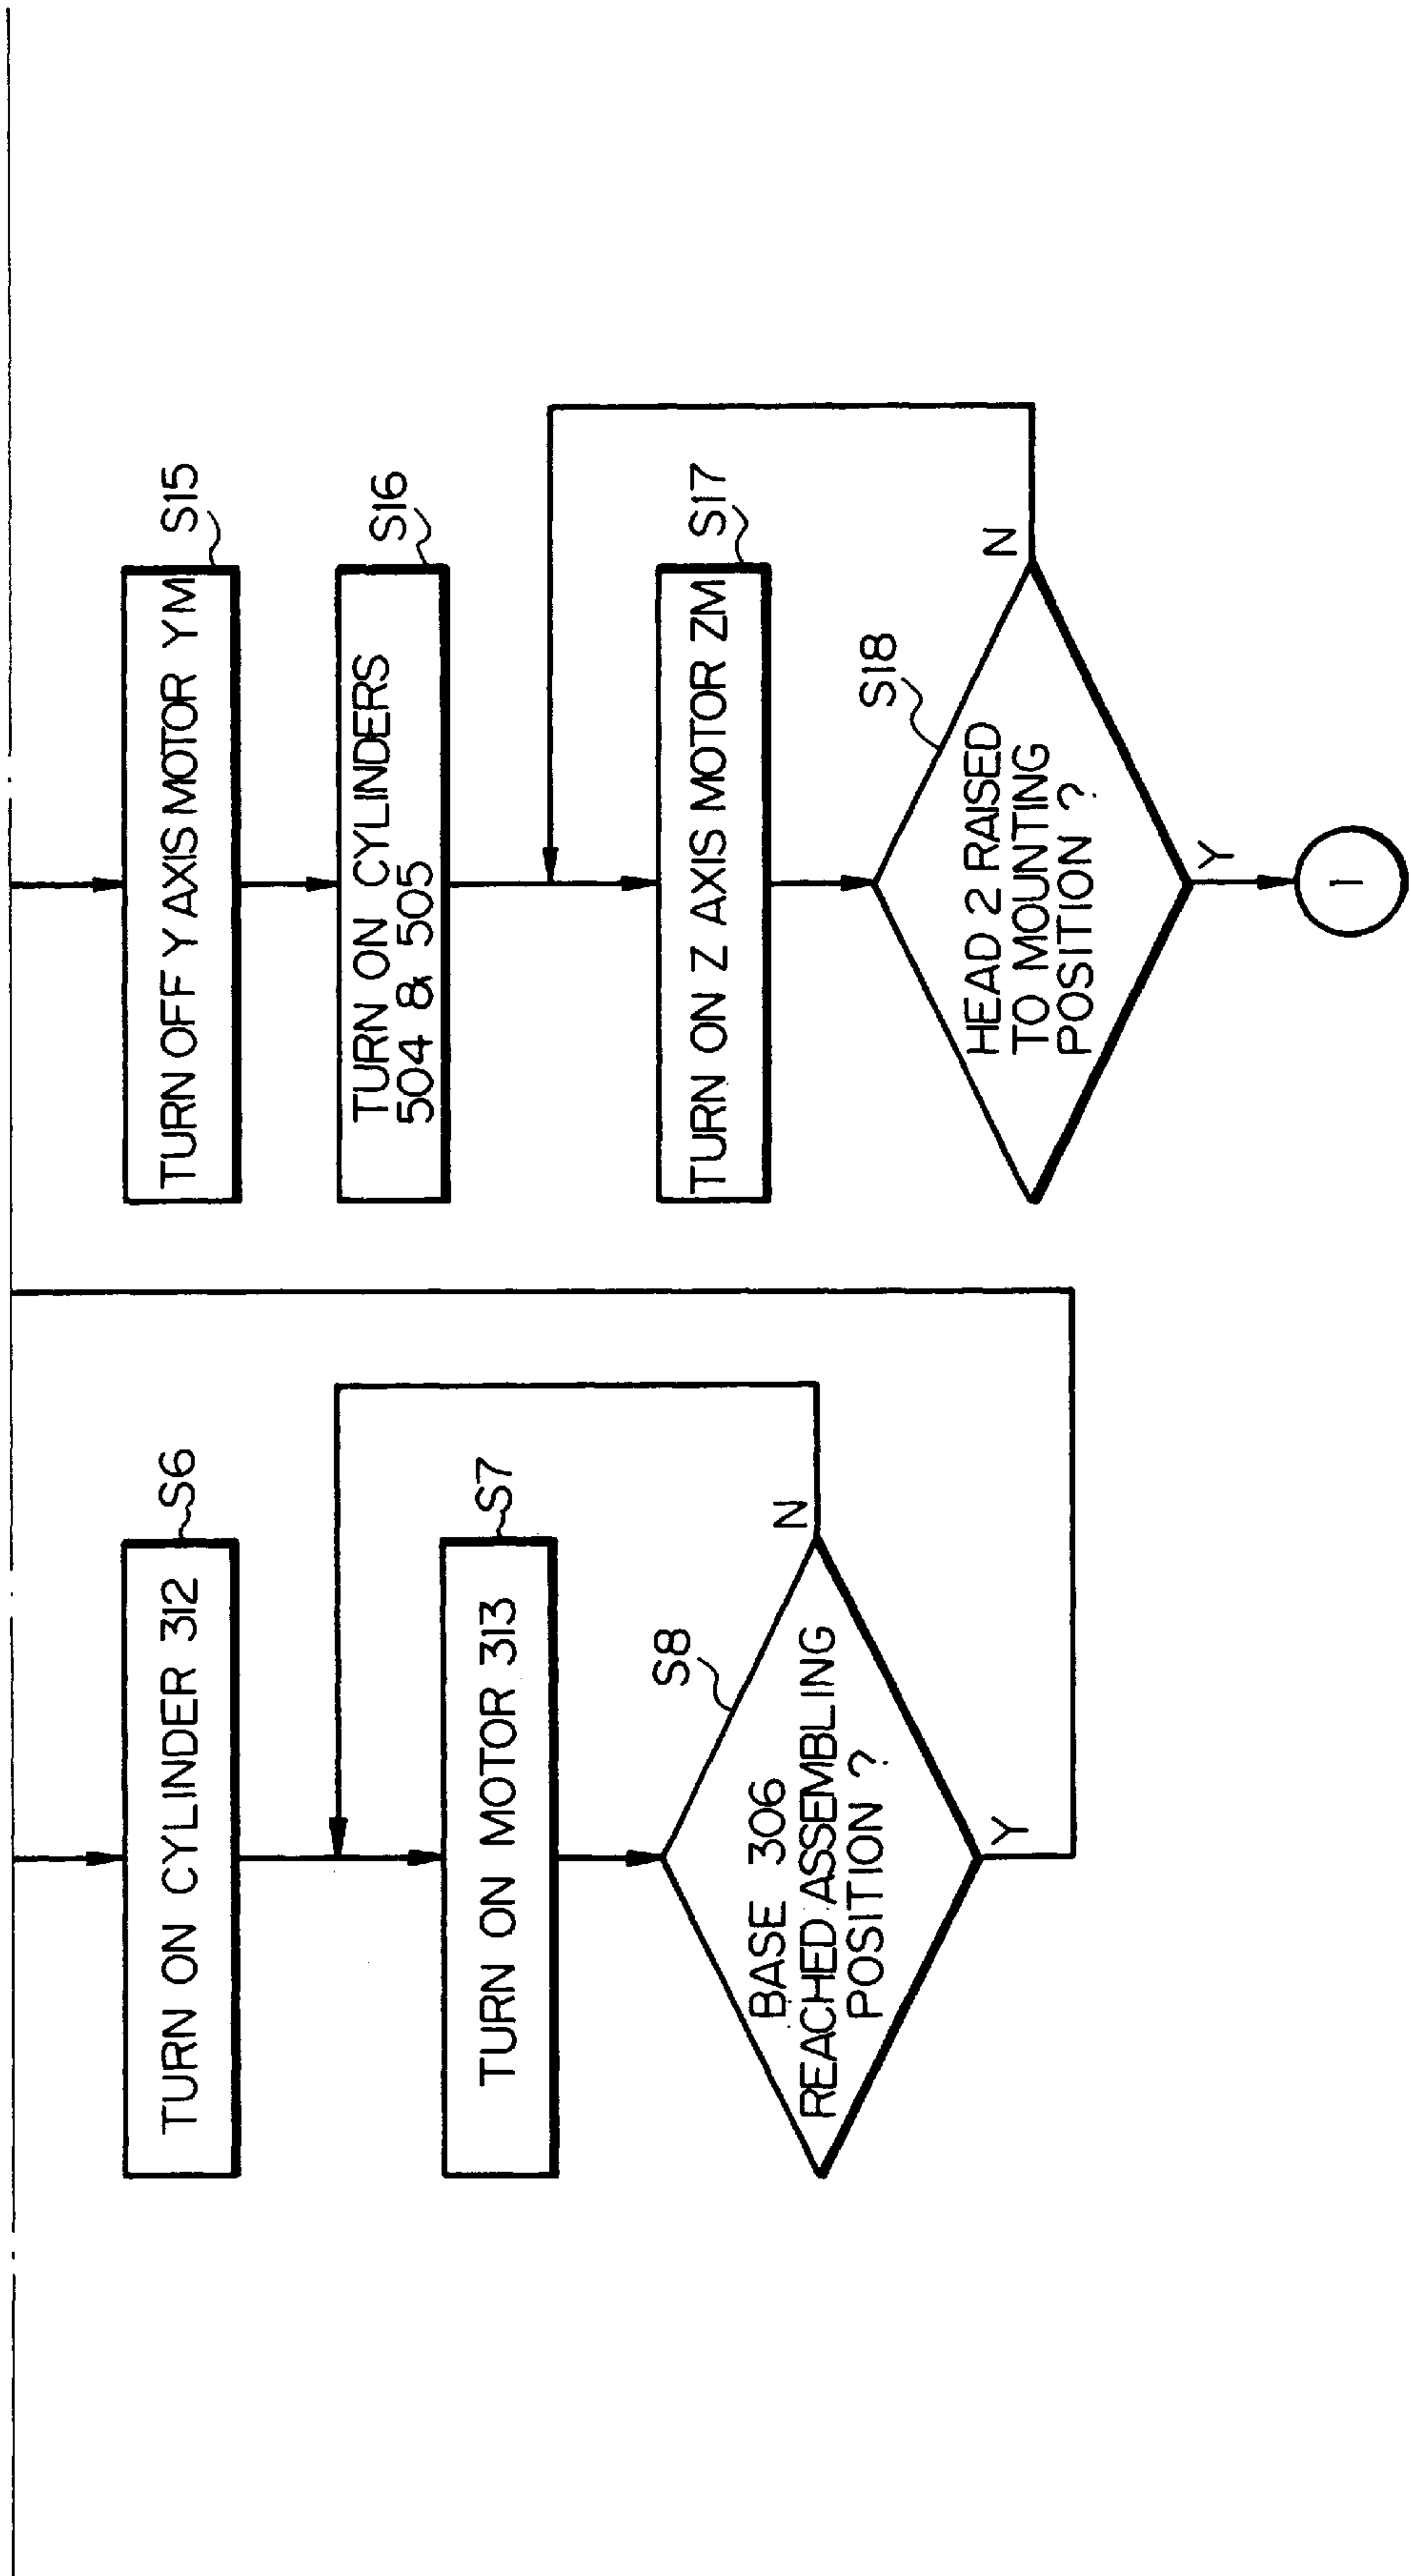 TURN ON CYLINDER 312
S6
TURN ON MOTOR 313
S7
S8
BASE 306
REACHED ASSEMBLING
POSITION ?
N
Y
TURN OFF Y AXIS MOTOR YM
S15
TURN ON CYLINDERS
504 & 505
S16
TURN ON Z AXIS MOTOR ZM
S17
S18
HEAD 2 RAISED
TO MOUNTING
POSITION ?
N
Y
1